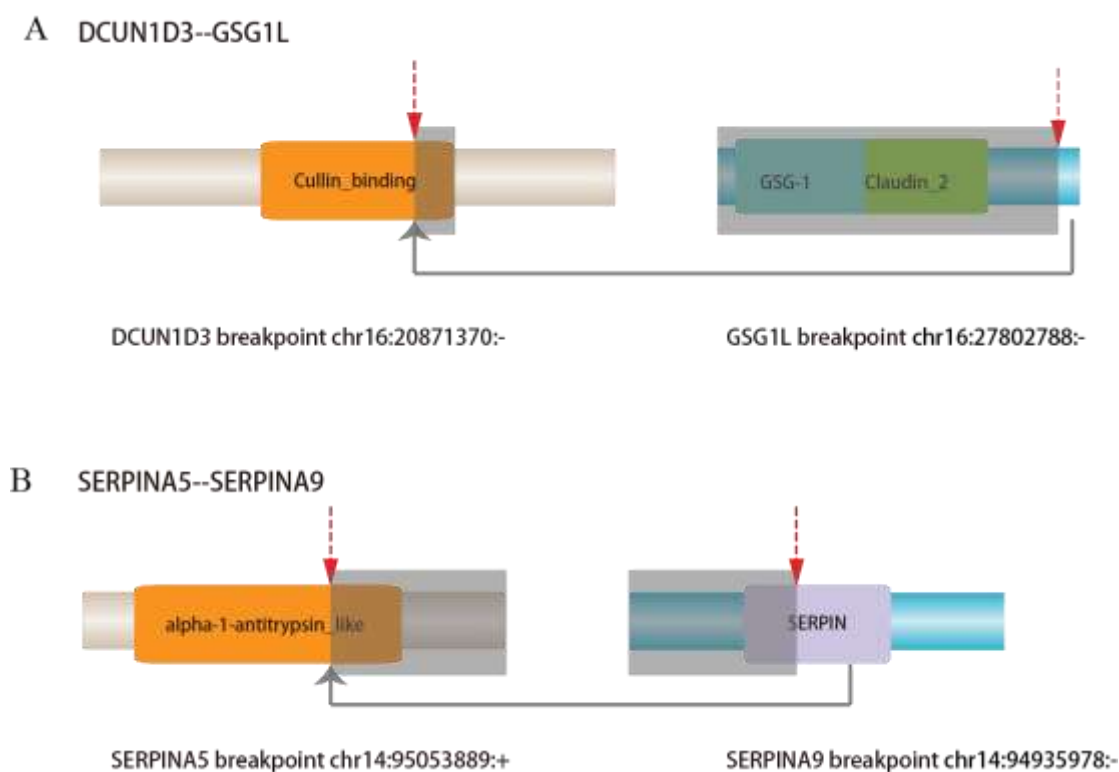 A DCUN1D3--GSG1L
Cullin_binding GSG-1 Claudin_2
DCUN1D3 breakpoint chr16:20871370:- GSG1L breakpoint chr16:27802788:-
B SERPINA5--SERPINA9
alpha-1-antitrypsin_like SERPIN
SERPINA5 breakpoint chr14:95053889:+ SERPINA9 breakpoint chr14:94935978:-